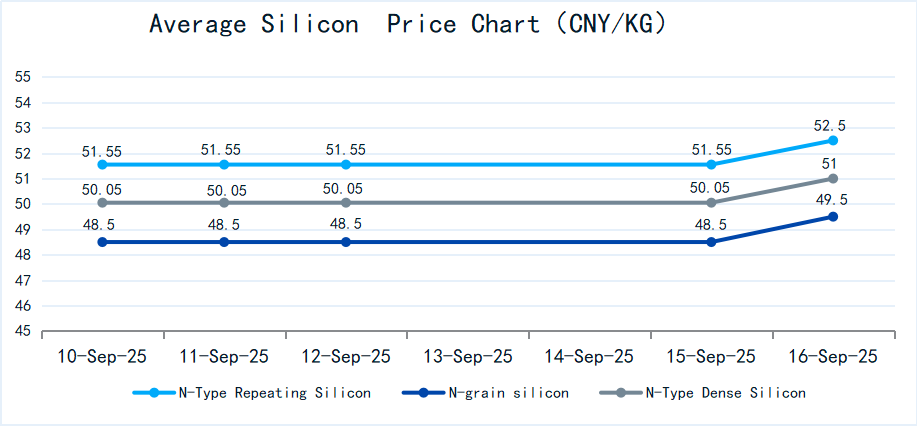 Average Silicon  Price Chart（CNY/KG）
55
54
53
52
51
50
49
48
47
46
45
51.55 51.55 51.55 51.55 52.5
50.05 50.05 50.05 50.05 51
48.5 48.5 48.5 48.5 49.5
10-Sep-25 11-Sep-25 12-Sep-25 13-Sep-25 14-Sep-25 15-Sep-25 16-Sep-25
N-Type Repeating Silicon N-grain silicon N-Type Dense Silicon